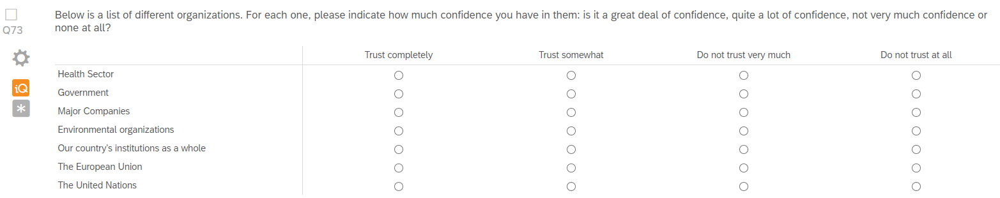 Below is a list of different organizations. For each one, please indicate how much confidence you have in them: is it a great deal of confidence, quite a lot of confidence, not very much confidence or
none at all?
Q73
iQ
*
Trust completely Trust somewhat Do not trust very much Do not trust at all
Health Sector
Government
Major Companies
Environmental organizations
Our country's institutions as a whole
The European Union
The United Nations